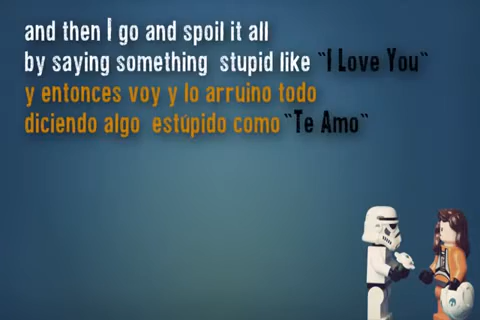 and then I go and spoil it all
by saying something stupid like "I Love You"
y entonces voy y lo arruino todo
diciendo algo estúpido como "Te Amo"